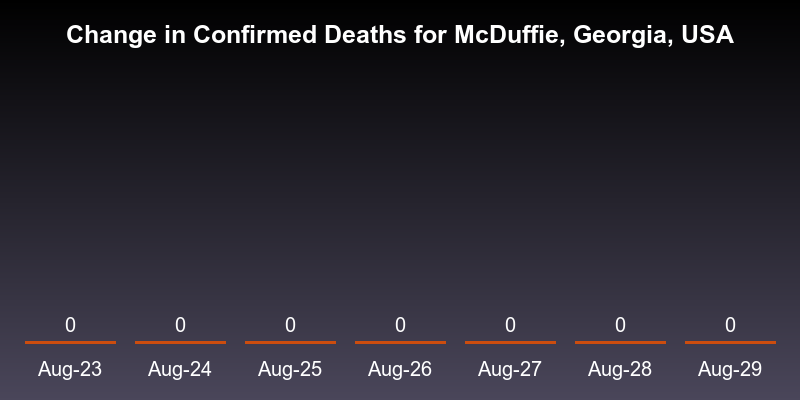 Change in Confirmed Deaths for McDuffie, Georgia, USA
0 0 0 0 0 0 0
Aug-23 Aug-24 Aug-25 Aug-26 Aug-27 Aug-28 Aug-29